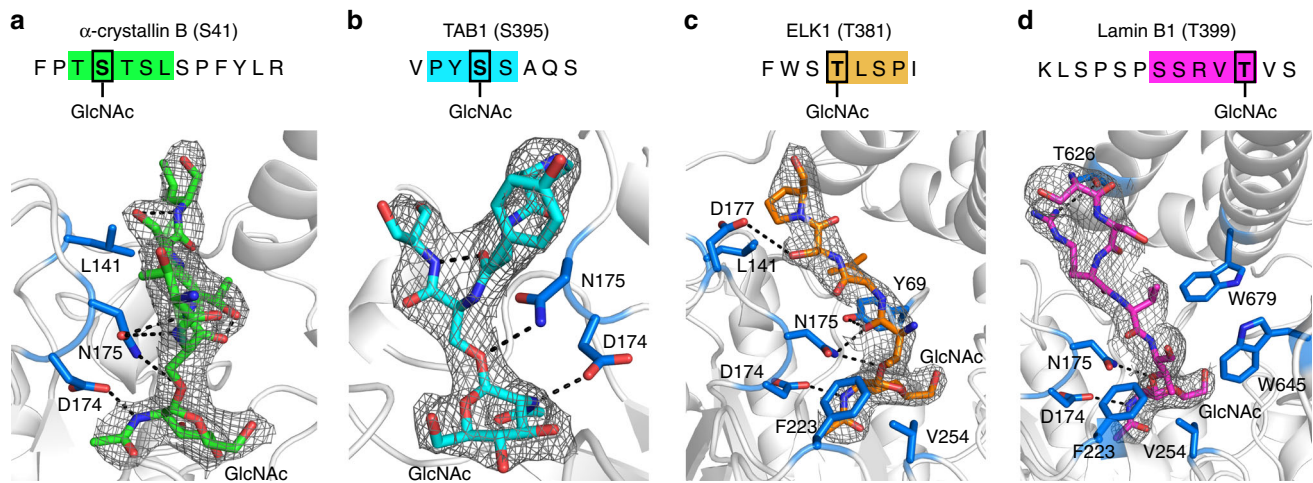 a
α-crystallin B (S41)
F P T S T S L S P F Y L R
GlcNAc
L141
N175
D174
GlcNAc
b
TAB1 (S395)
V P Y S S A Q S
GlcNAc
N175
D174
GlcNAc
c
ELK1 (T381)
F W S T L S P I
GlcNAc
D177
L141
Y69
N175
GlcNAc
D174
F223
V254
d
Lamin B1 (T399)
K L S P S P S S R V T V S
GlcNAc
T626
W679
N175
W645
D174
GlcNAc
F223
V254